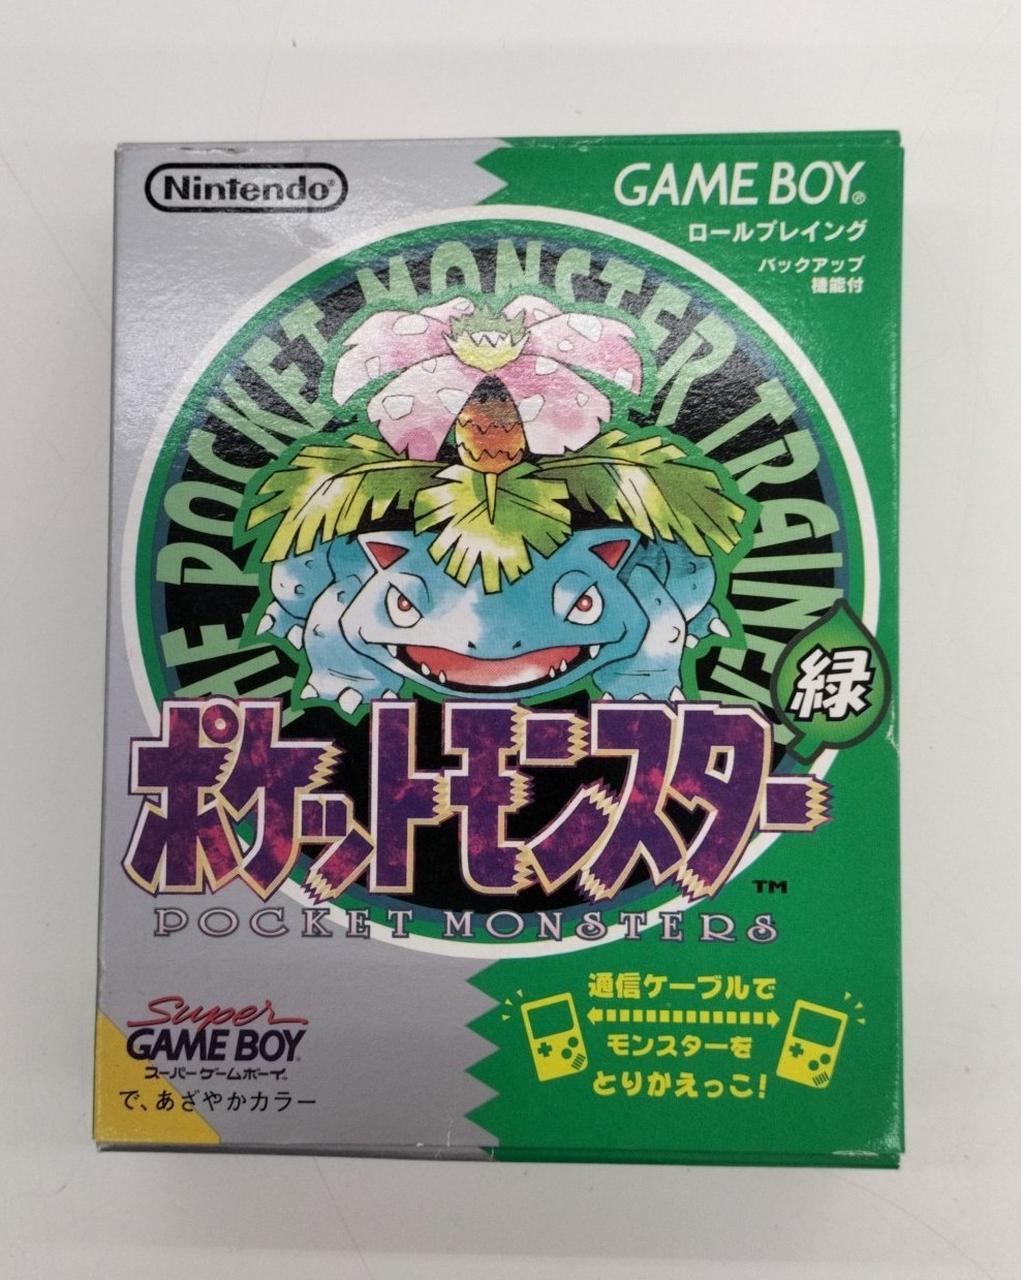 Nintendo®
GAME BOY®
ロールプレイング
バックアップ
機能付
THE POCKET MONSTER TRAINER
緑
ポケットモンスター
TM
POCKET MONSTERS
通信ケーブルで
モンスターを
とりかえっこ!
Super
GAME BOY
スーパーゲームボーイ
で、あざやかカラー